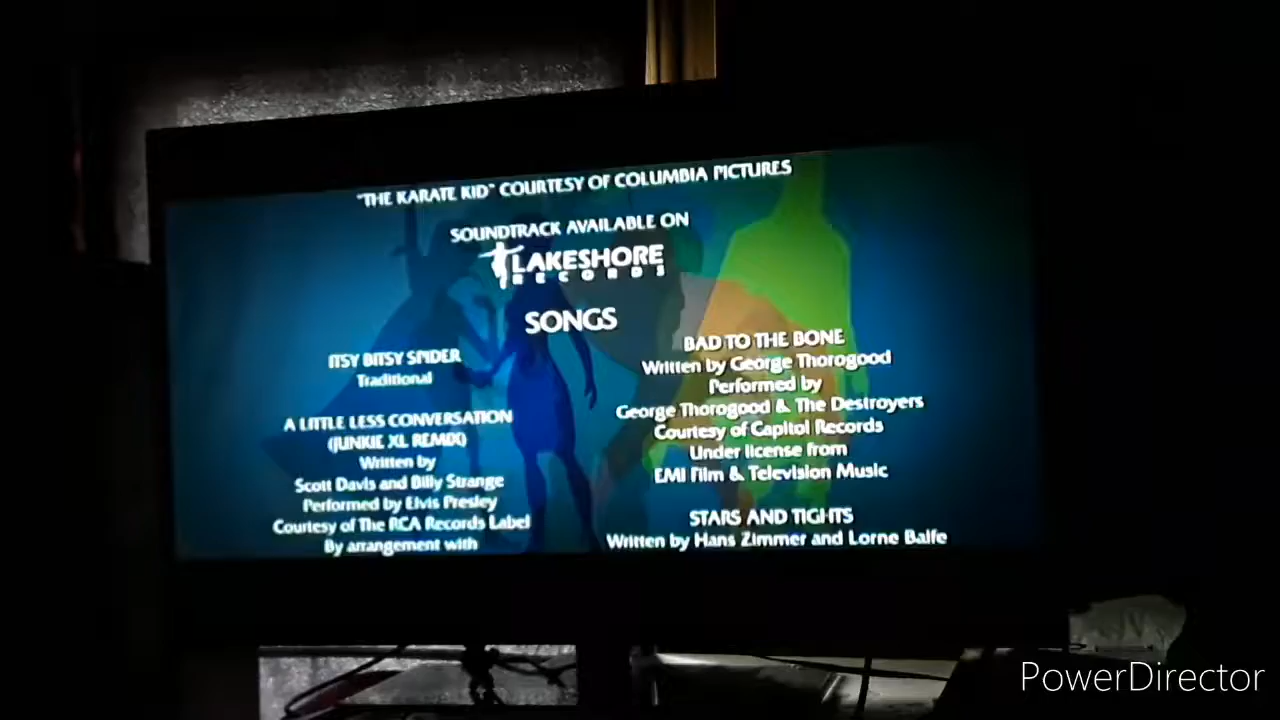 "THE KARATE KID" COURTESY OF COLUMBIA PICTURES
SOUNDTRACK AVAILABLE ON
LAKESHORE
RECORDS
SONGS
ITSY BITSY SPIDER
Traditional
A LITTLE LESS CONVERSATION
(JUNKIE XL REMIX)
Written by
Scott Davis and Billy Strange
Performed by Elvis Presley
Courtesy of The RCA Records Label
By arrangement with
BAD TO THE BONE
Written by George Thorogood
Performed by
George Thorogood & The Destroyers
Courtesy of Capitol Records
Under license from
EMI Film & Television Music
STARS AND TIGHTS
Written by Hans Zimmer and Lorne Balfe
PowerDirector